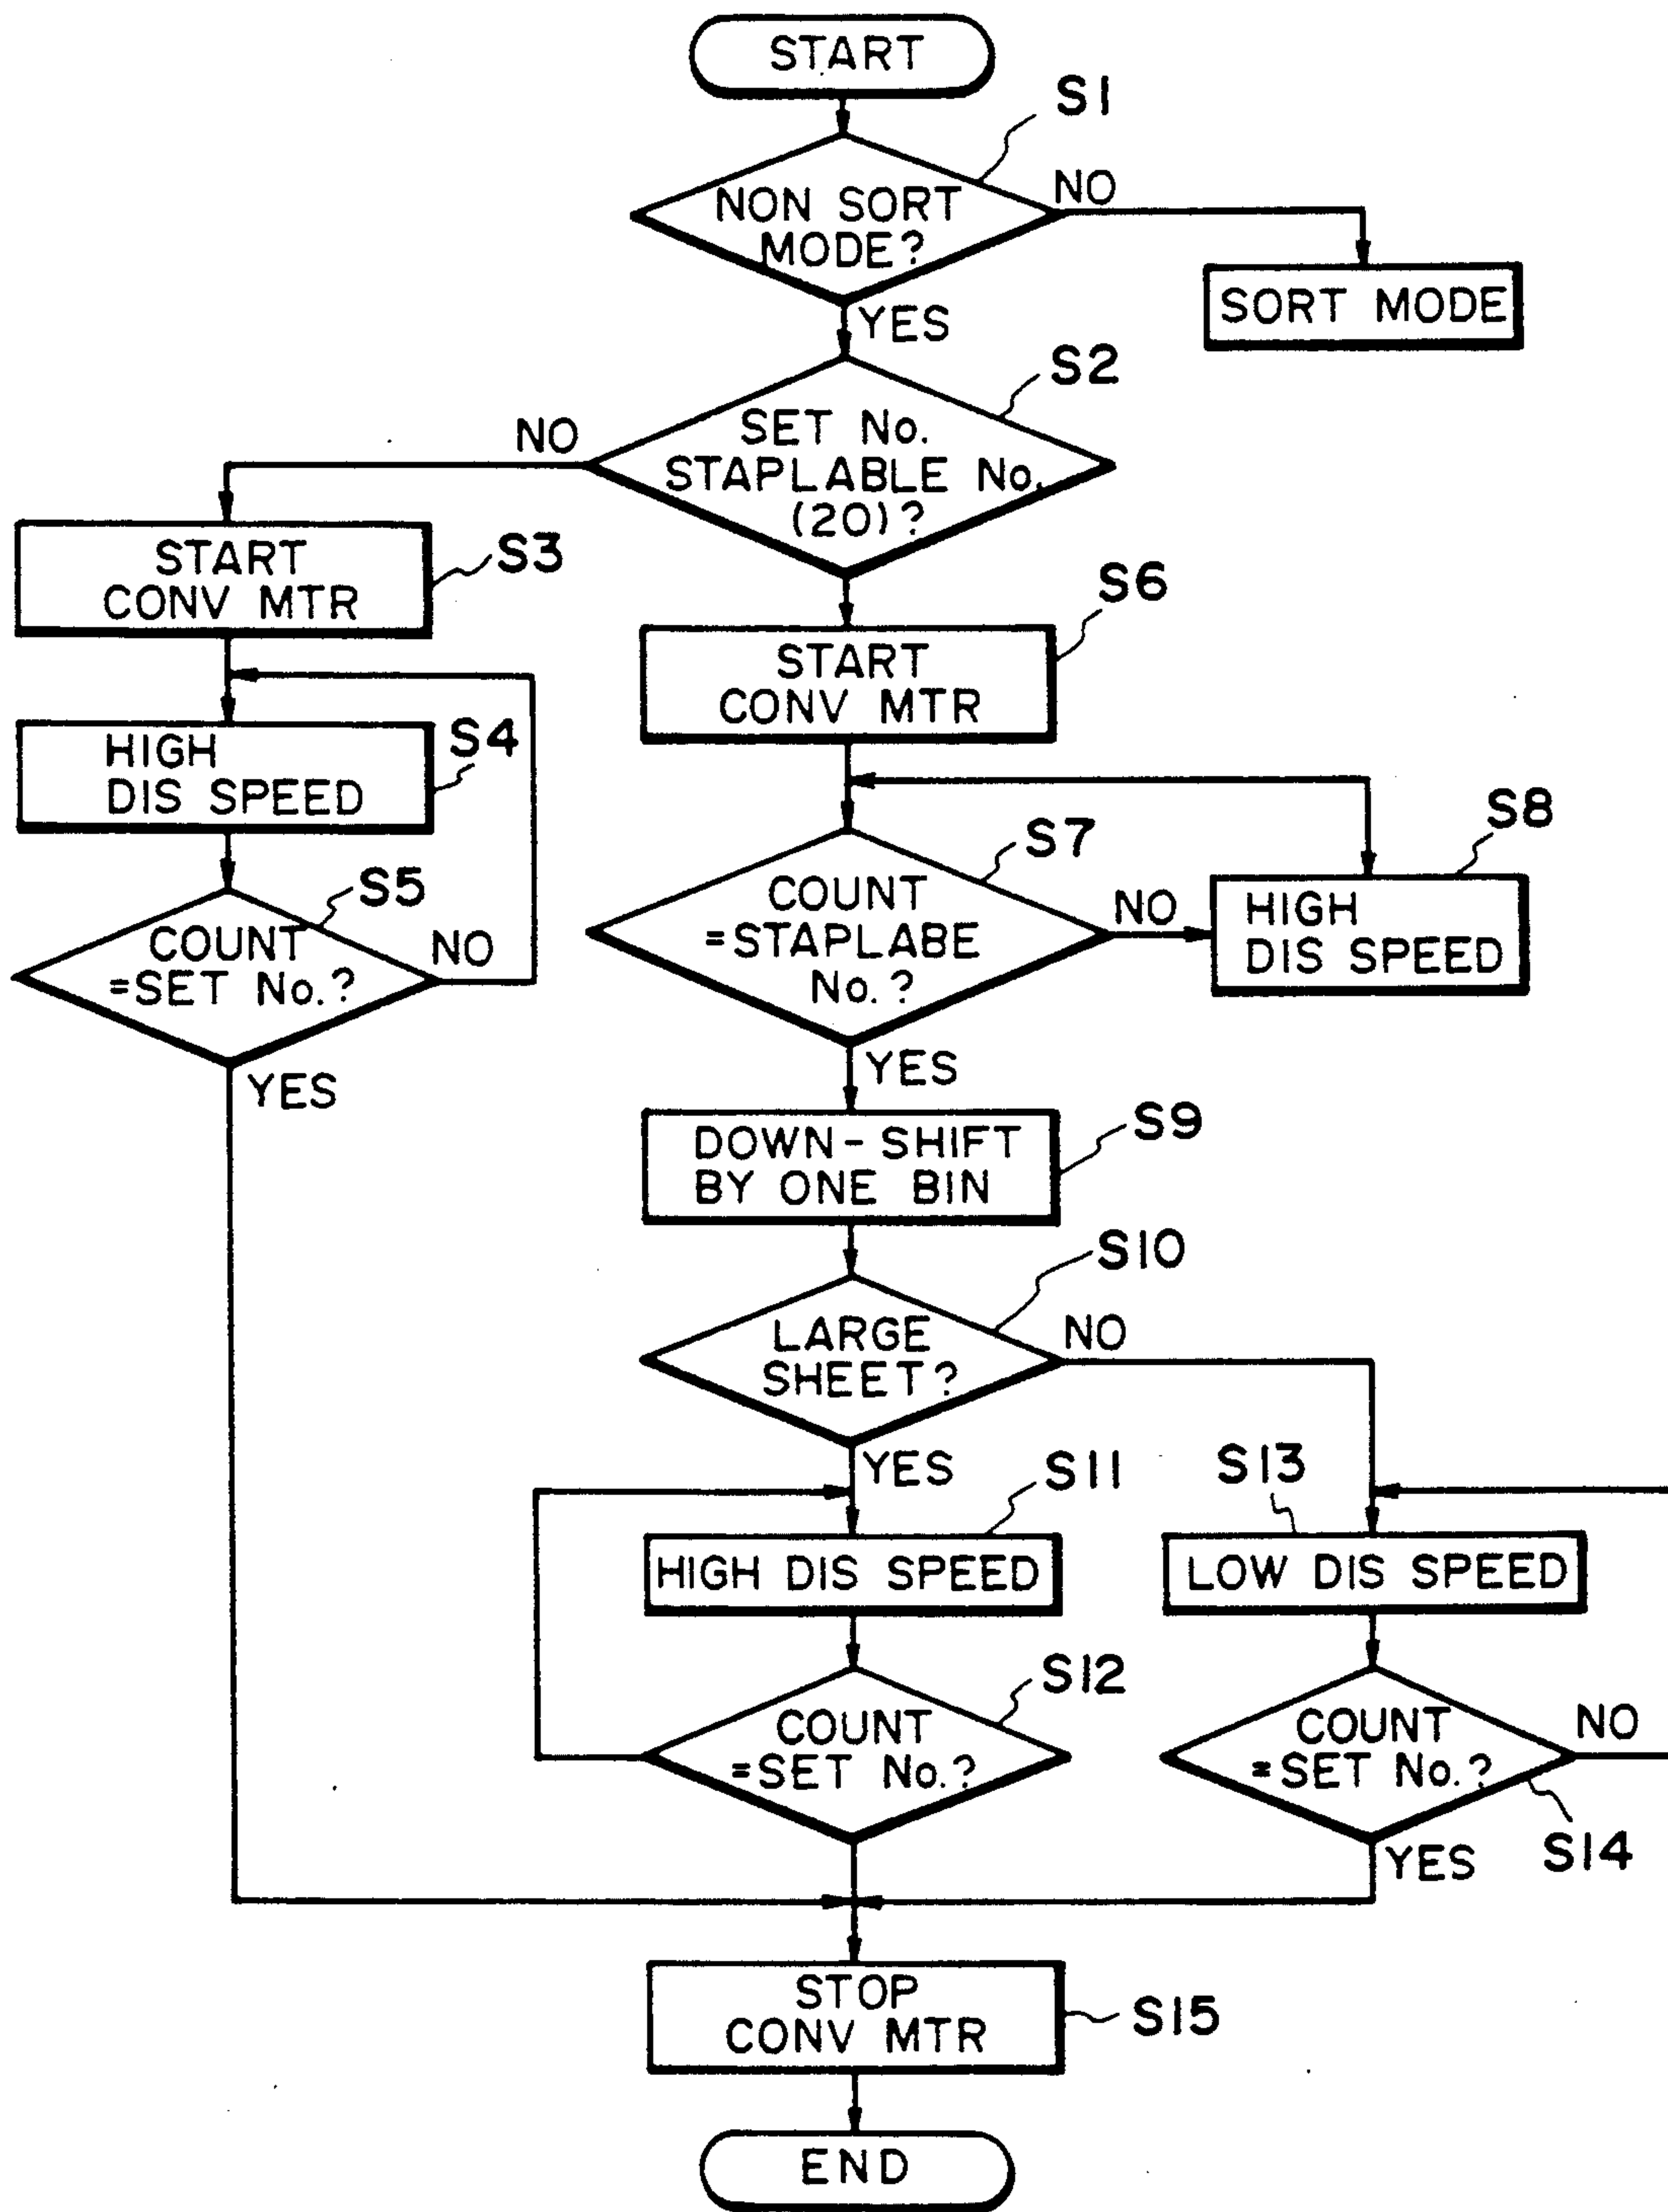 START
S1
NON SORT
MODE?
NO
SORT MODE
YES
S2
SET No.
STAPLABLE No.
(20)?
NO
START
CONV MTR
S3
S6
START
CONV MTR
HIGH
DIS SPEED
S4
S5
COUNT
=SET No.?
NO
YES
S7
COUNT
=STAPLABE
No.?
NO
S8
HIGH
DIS SPEED
YES
DOWN-SHIFT
BY ONE BIN
S9
S10
LARGE
SHEET?
NO
YES
S11
HIGH DIS SPEED
S13
LOW DIS SPEED
S12
COUNT
=SET No.?
COUNT
=SET No.?
NO
S14
YES
STOP
CONV MTR
S15
END